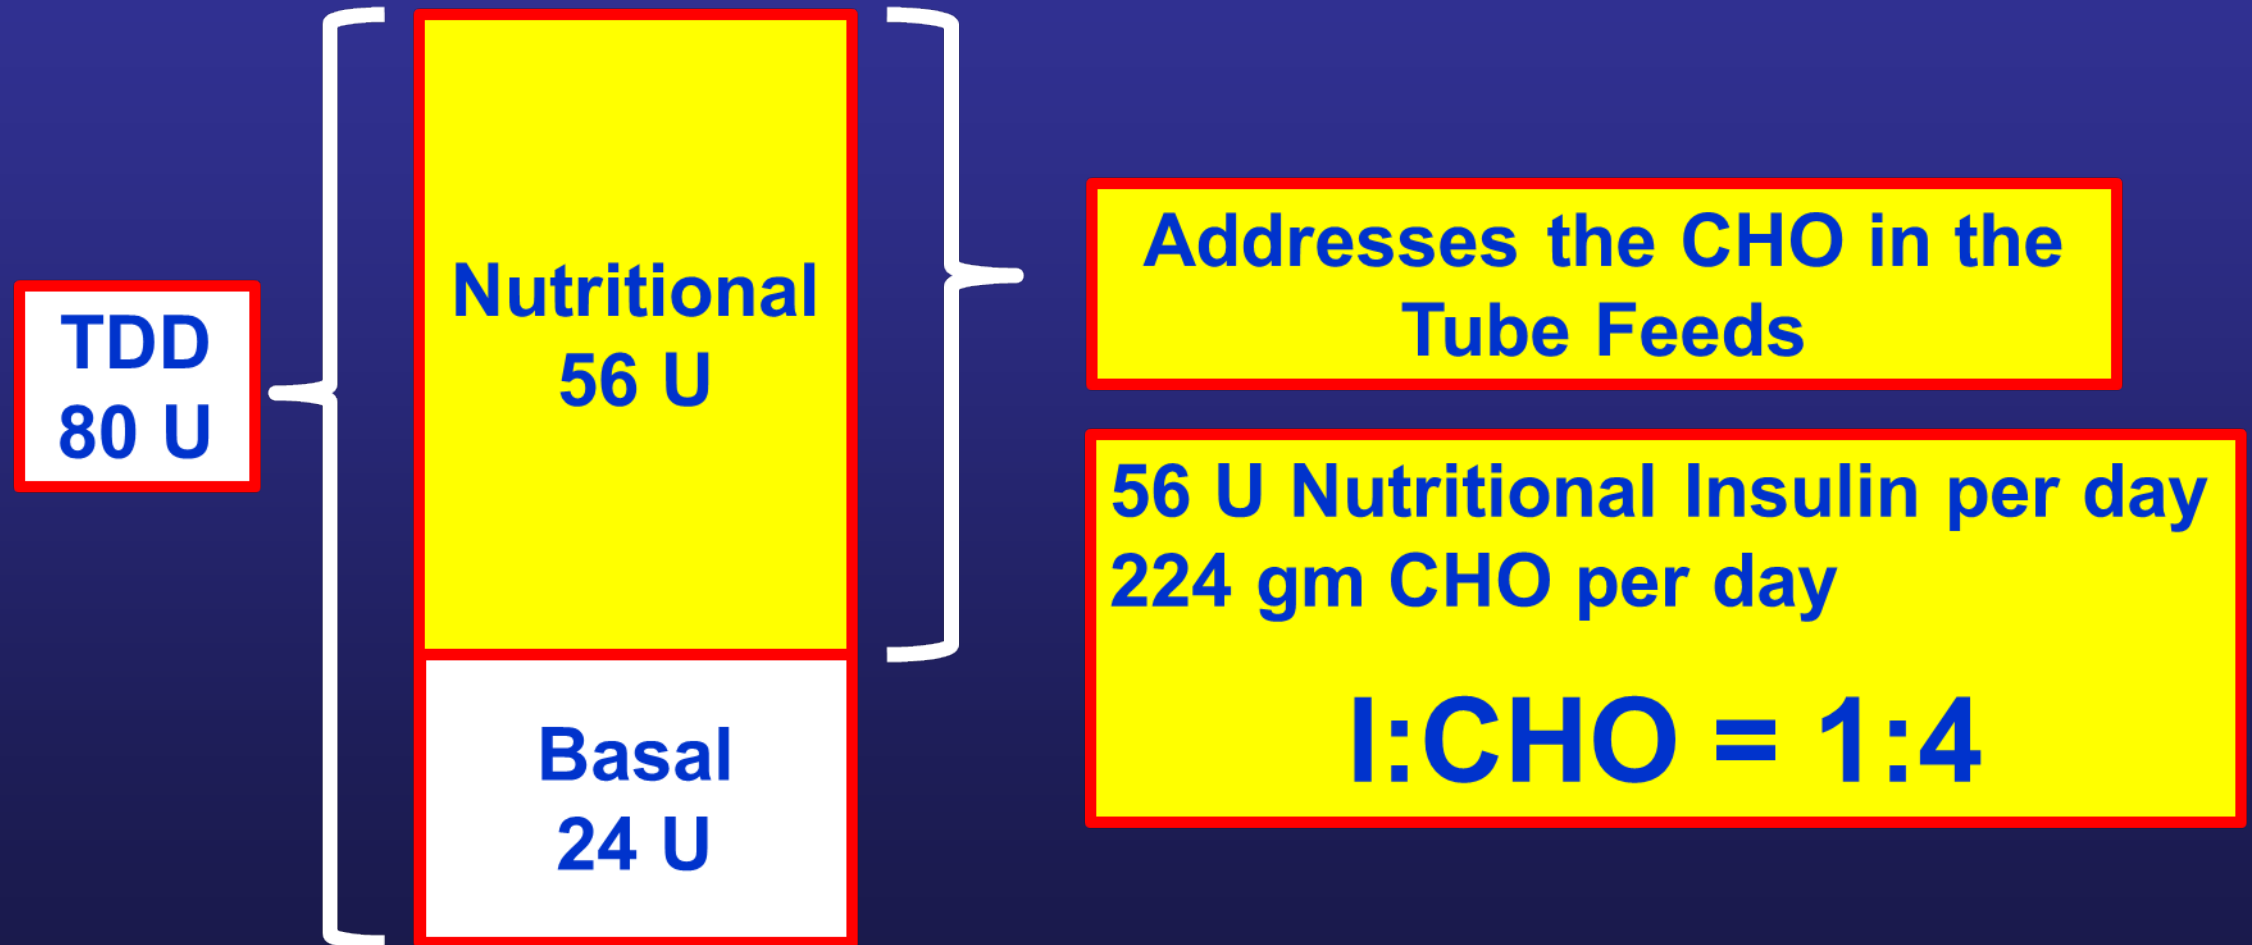 TDD
80 U
Nutritional
56 U
Basal
24 U
Addresses the CHO in the
Tube Feeds
56 U Nutritional Insulin per day
224 gm CHO per day
I:CHO = 1:4